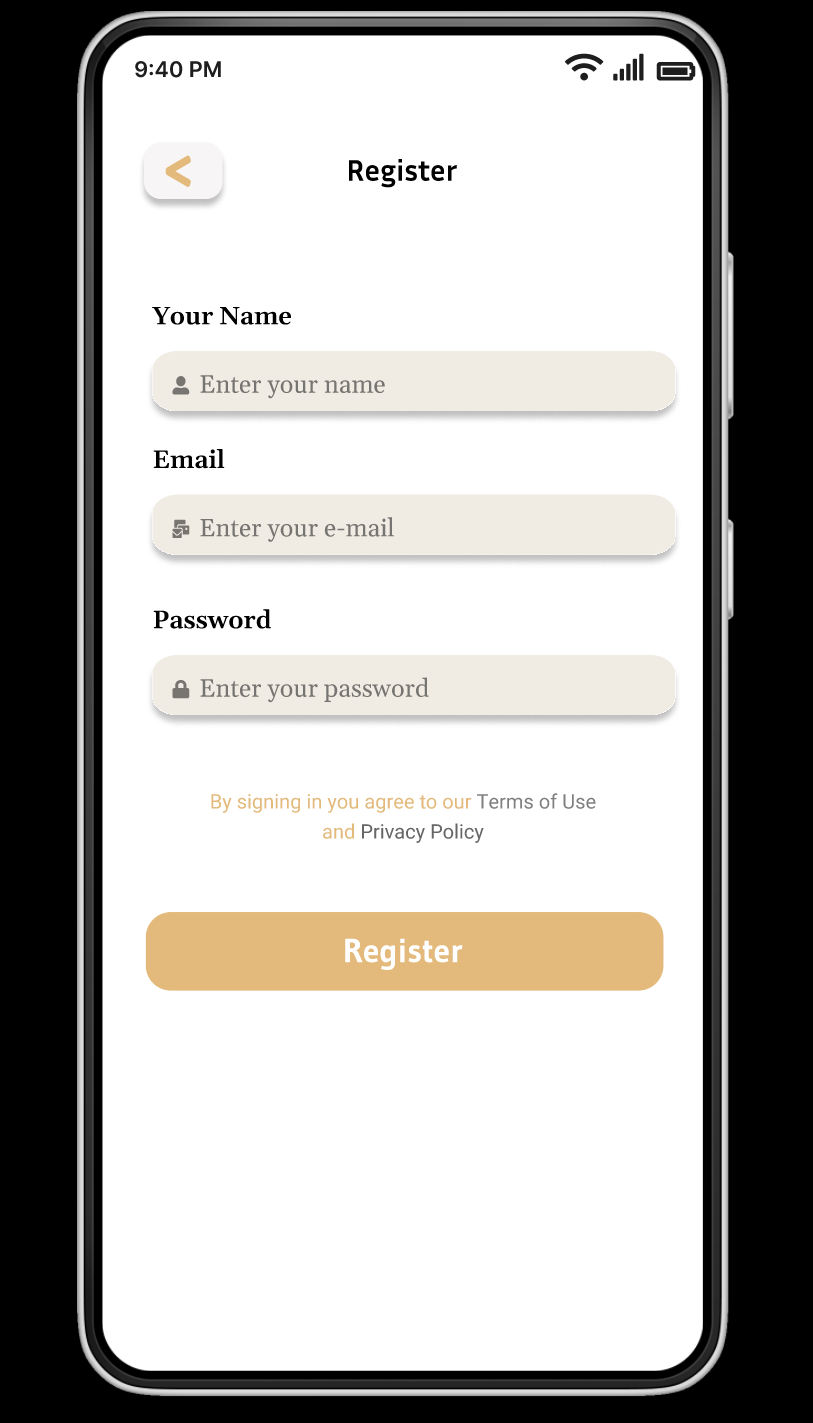 9:40 PM
Register
Your Name
Enter your name
Email
Enter your e-mail
Password
Enter your password
By signing in you agree to our Terms of Use
and Privacy Policy
Register